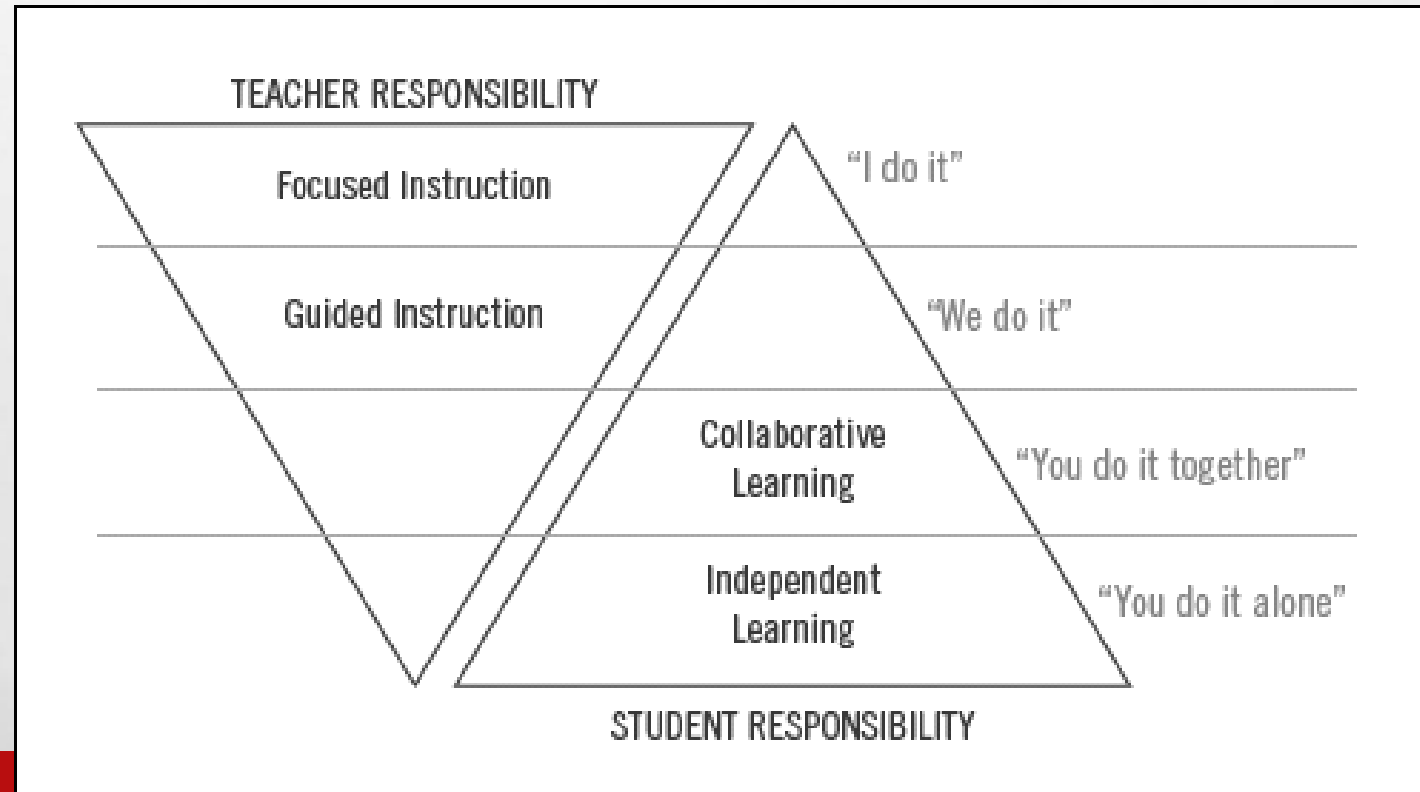 TEACHER RESPONSIBILITY
Focused Instruction
“I do it”
Guided Instruction
“We do it”
Collaborative
Learning
“You do it together”
Independent
Learning
“You do it alone”
STUDENT RESPONSIBILITY